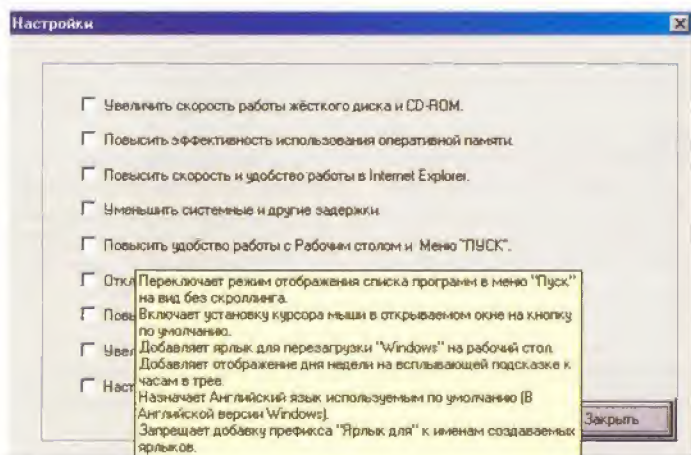 Настройки
Увеличить скорость работы жёсткого диска и CD-ROM.
Повысить эффективность использования оперативной памяти.
Повысить скорость и удобство работы в Internet Explorer.
Уменьшить системные и другие задержки.
Повысить удобство работы с Рабочим столом и Меню "ПУСК".
Откл
Переключает режим отображения списка программ в меню "Пуск"
на вид без скроллинга.
Повы
Включает установку курсора мыши в открываемом окне на кнопку
по умолчанию.
Увел
Добавляет ярлык для перезагрузки "Windows" на рабочий стол.
Добавляет отображение дня недели на всплывающей подсказке к
часам в трее.
Наст
Назначает Английский язык используемым по умолчанию (В
Английской версии Windows).
Запрещает добавку префикса "Ярлык для" к именам создаваемых
ярлыков.
Закрыть